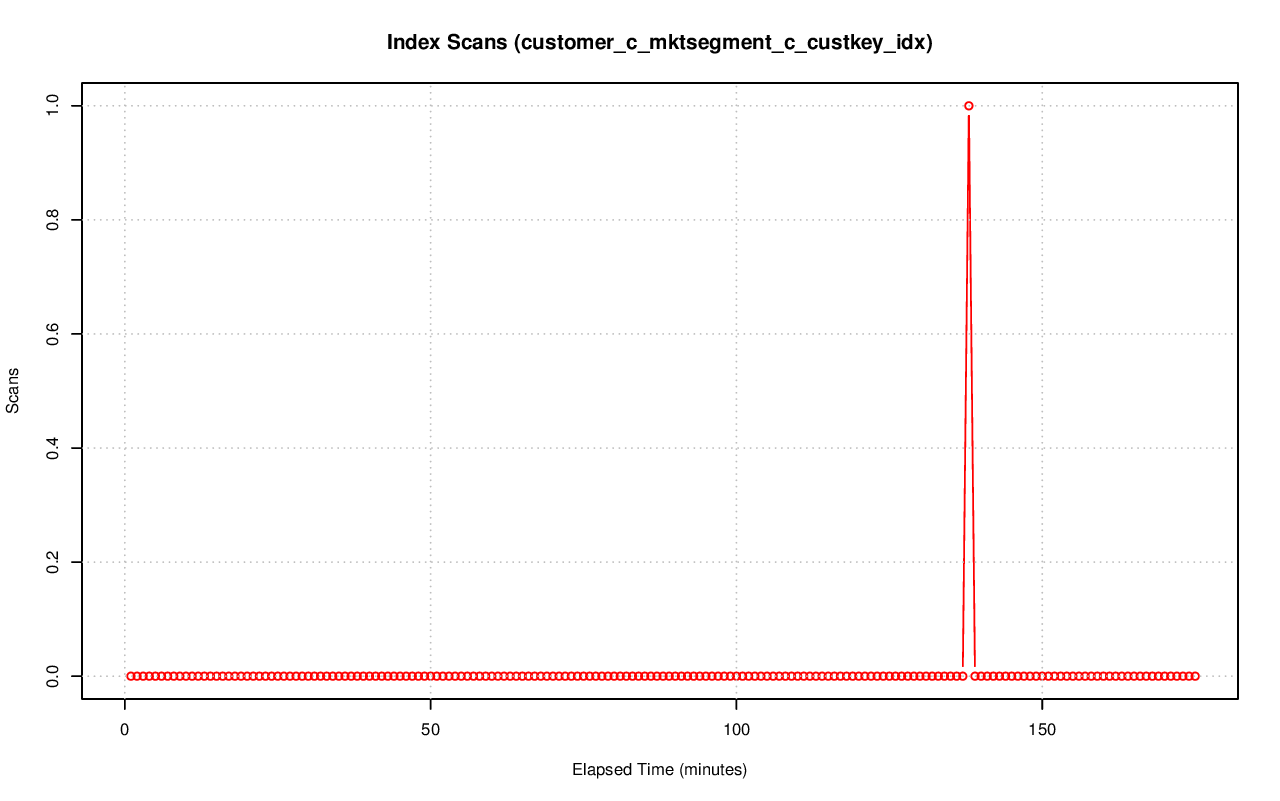 Index Scans (customer_c_mktsegment_c_custkey_idx)
1.0
0.8
0.6
0.4
0.2
0.0
Scans
0 50 100 150
Elapsed Time (minutes)